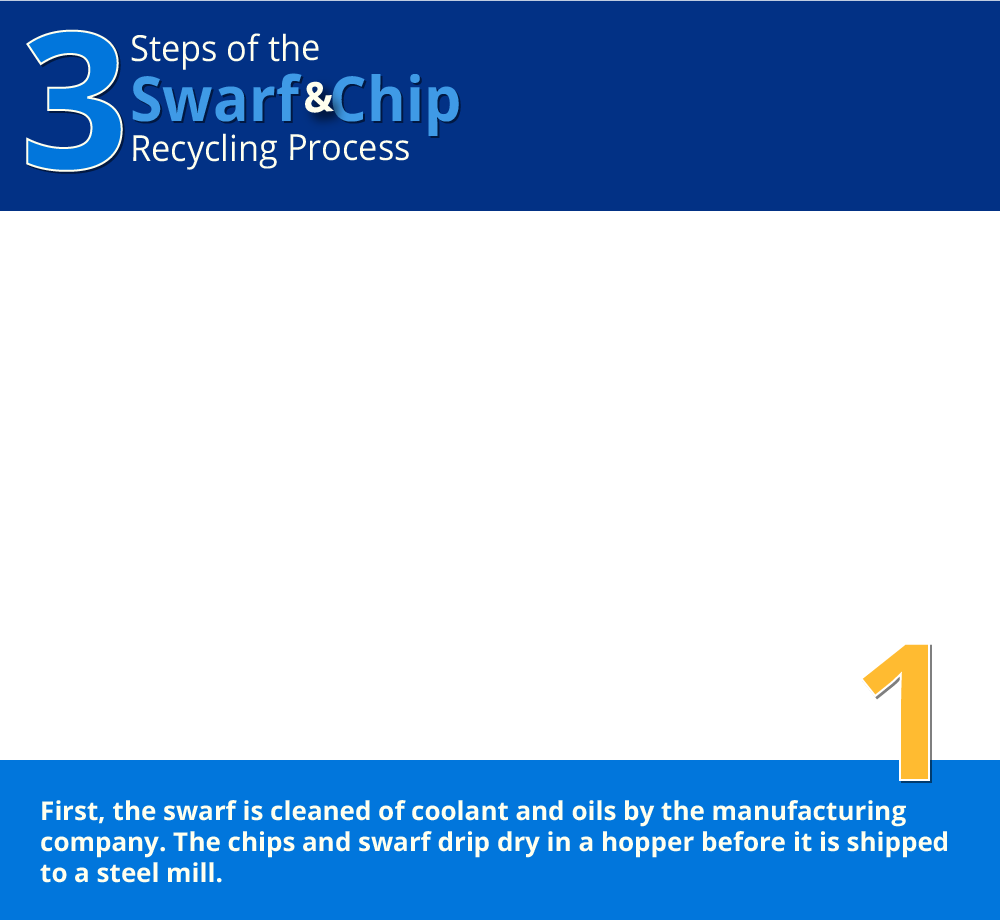 3
Steps of the
Swarf & Chip
Recycling Process
1
First, the swarf is cleaned of coolant and oils by the manufacturing
company. The chips and swarf drip dry in a hopper before it is shipped
to a steel mill.